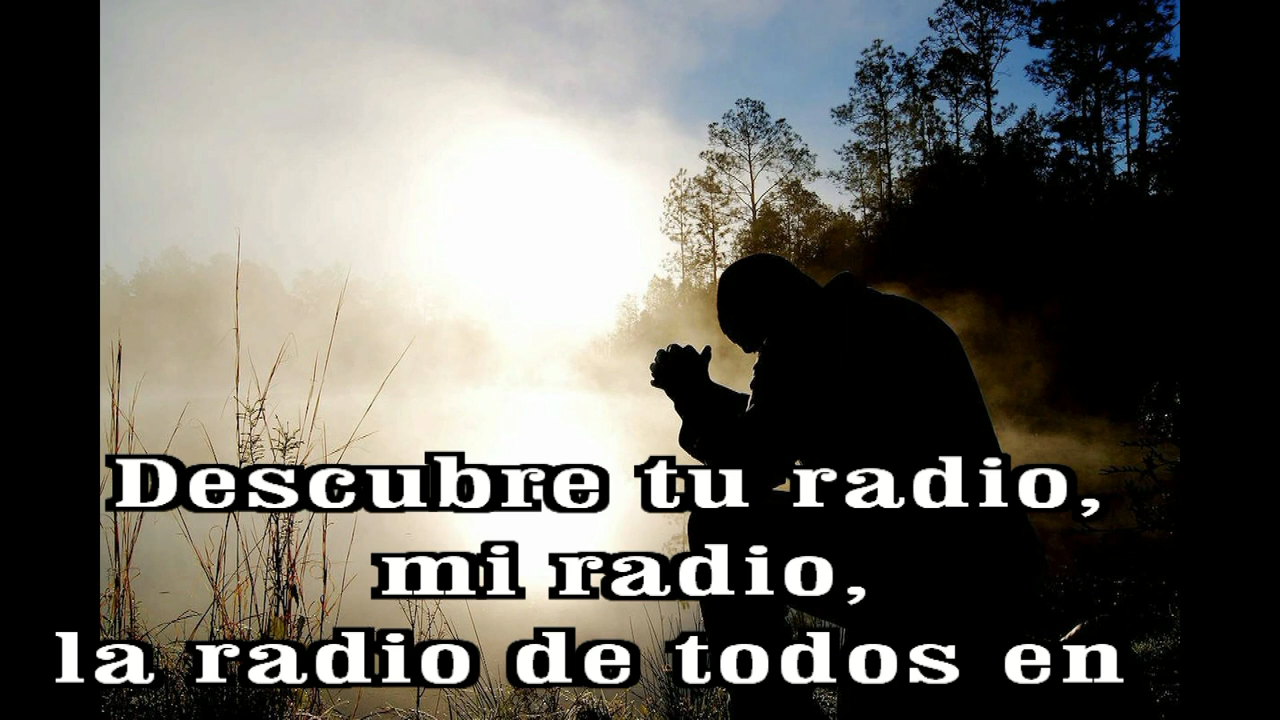 Descubre tu radio,
mi radio,
la radio de todos en